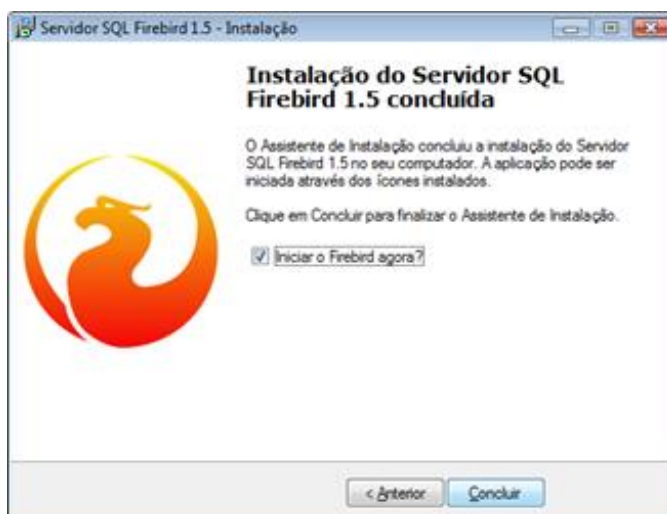 Servidor SQL Firebird 1.5 - Instalação
Instalação do Servidor SQL
Firebird 1.5 concluída
O Assistente de Instalação concluiu a instalação do Servidor
SQL Firebird 1.5 no seu computador. A aplicação pode ser
iniciada através dos ícones instalados.
Clique em Concluir para finalizar o Assistente de Instalação.
Iniciar o Firebird agora?
< Anterior
Concluir